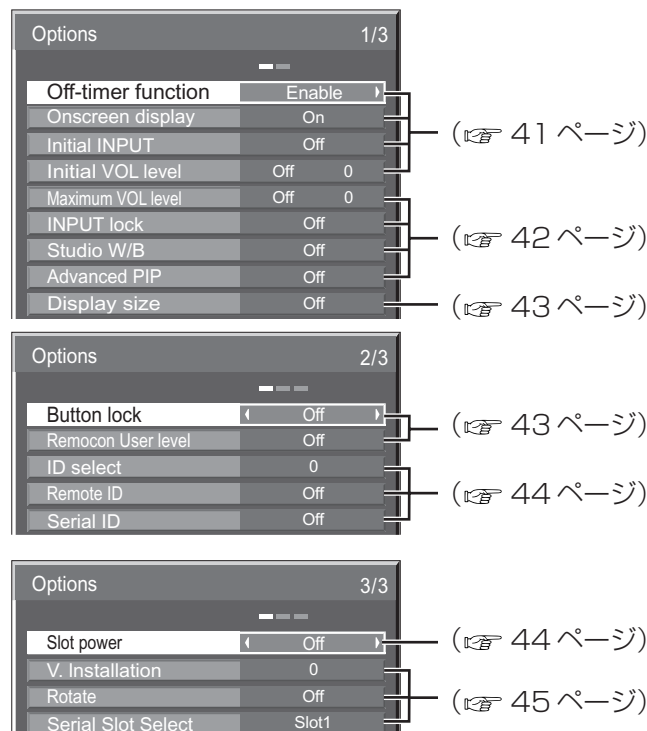 Options 1/3
Off-timer function Enable
Onscreen display On
Initial INPUT Off
Initial VOL level Off 0
(☞ 41 ページ)
Maximum VOL level Off 0
INPUT lock Off
Studio W/B Off
Advanced PIP Off
(☞ 42 ページ)
Display size Off
(☞ 43 ページ)
Options 2/3
Button lock Off
Remocon User level Off
(☞ 43 ページ)
ID select 0
Remote ID Off
Serial ID Off
(☞ 44 ページ)
Options 3/3
Slot power Off
(☞ 44 ページ)
V. Installation 0
Rotate Off
Serial Slot Select Slot1
(☞ 45 ページ)